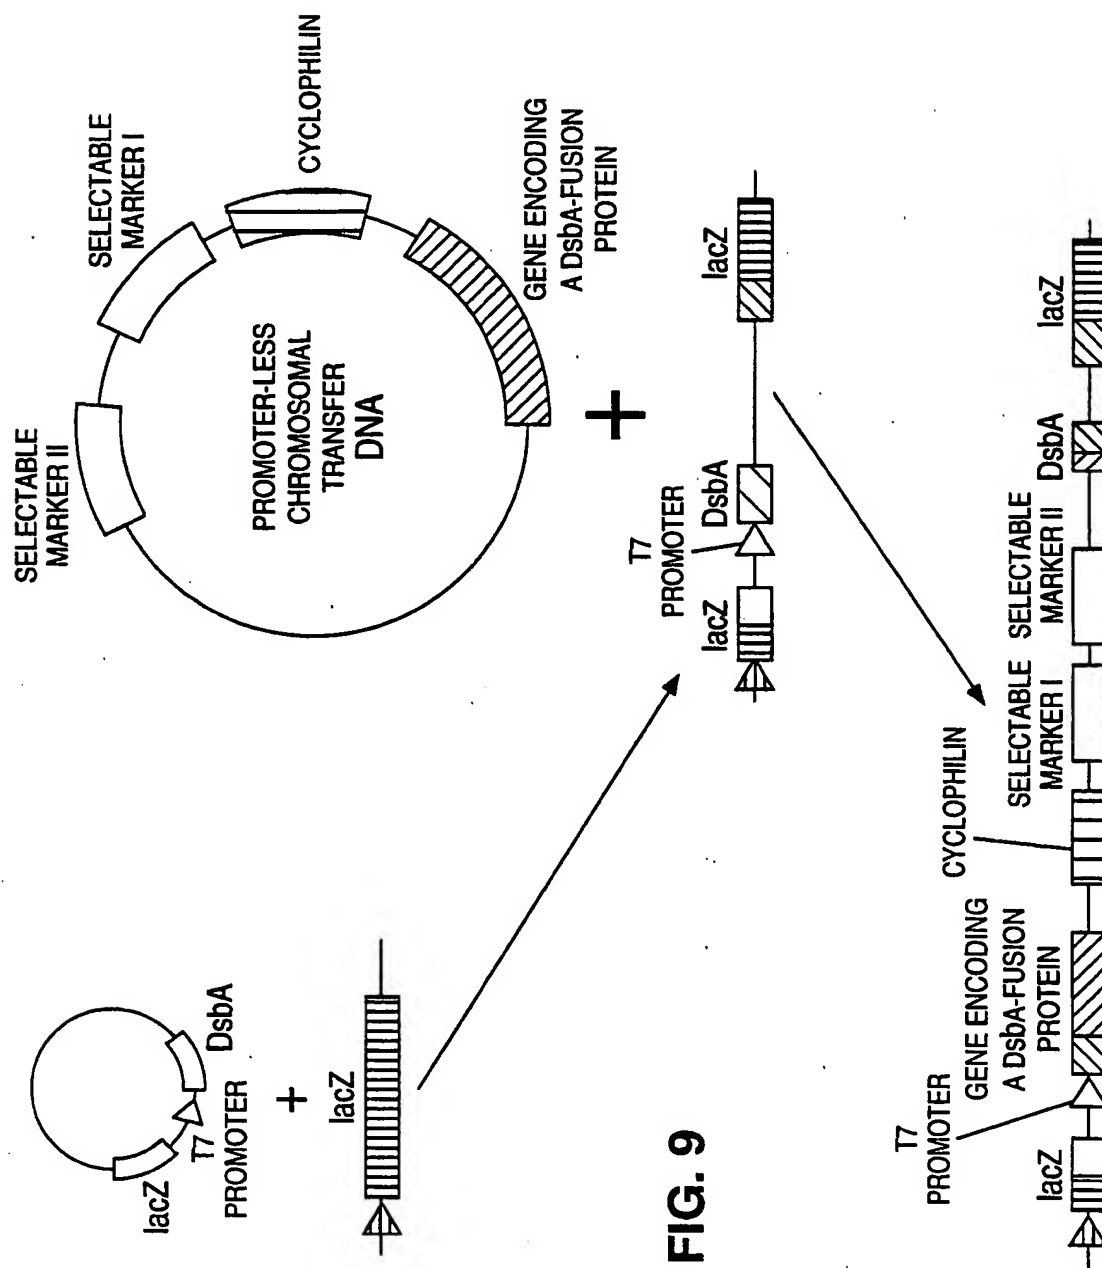 lacZ
T7
PROMOTER
DsbA
+
lacZ
SELECTABLE
MARKER II
SELECTABLE
MARKER I
CYCLOPHILIN
PROMOTER-LESS
CHROMOSOMAL
TRANSFER
DNA
GENE ENCODING
A DsbA-FUSION
PROTEIN
+
lacZ
T7
PROMOTER
DsbA
lacZ
FIG. 9
lacZ
T7
PROMOTER
GENE ENCODING
A DsbA-FUSION
PROTEIN
CYCLOPHILIN
SELECTABLE
MARKER I
SELECTABLE
MARKER II
DsbA
lacZ